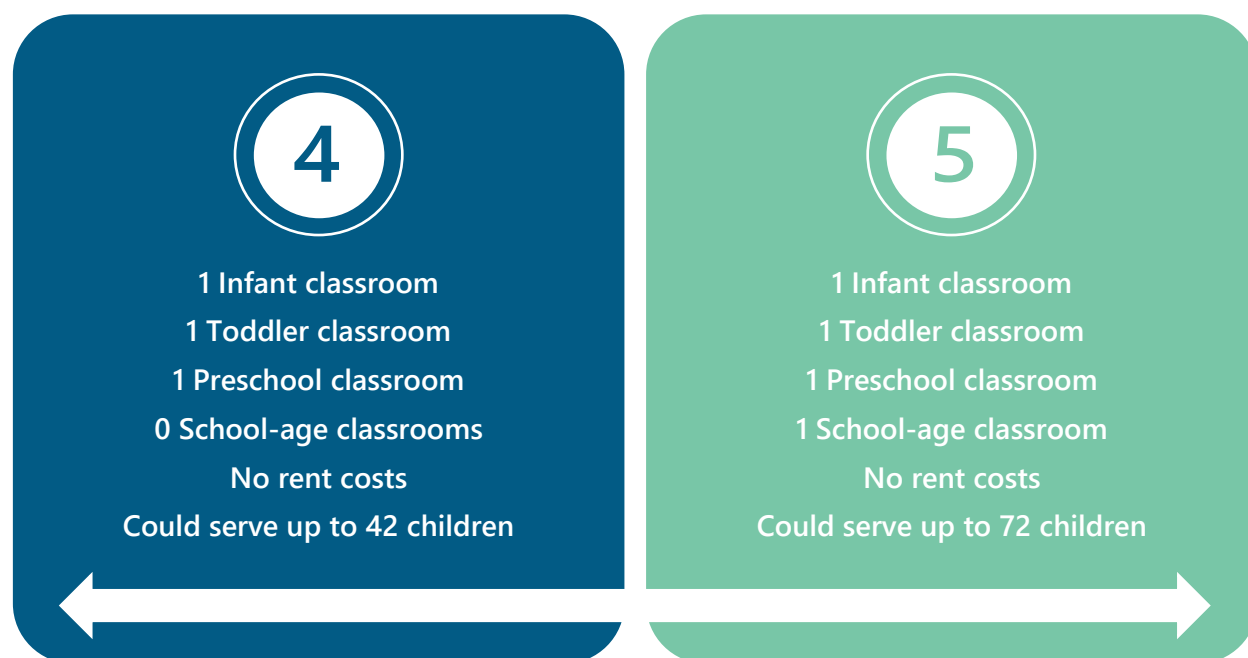 4
1 Infant classroom
1 Toddler classroom
1 Preschool classroom
0 School-age classrooms
No rent costs
Could serve up to 42 children
5
1 Infant classroom
1 Toddler classroom
1 Preschool classroom
1 School-age classroom
No rent costs
Could serve up to 72 children